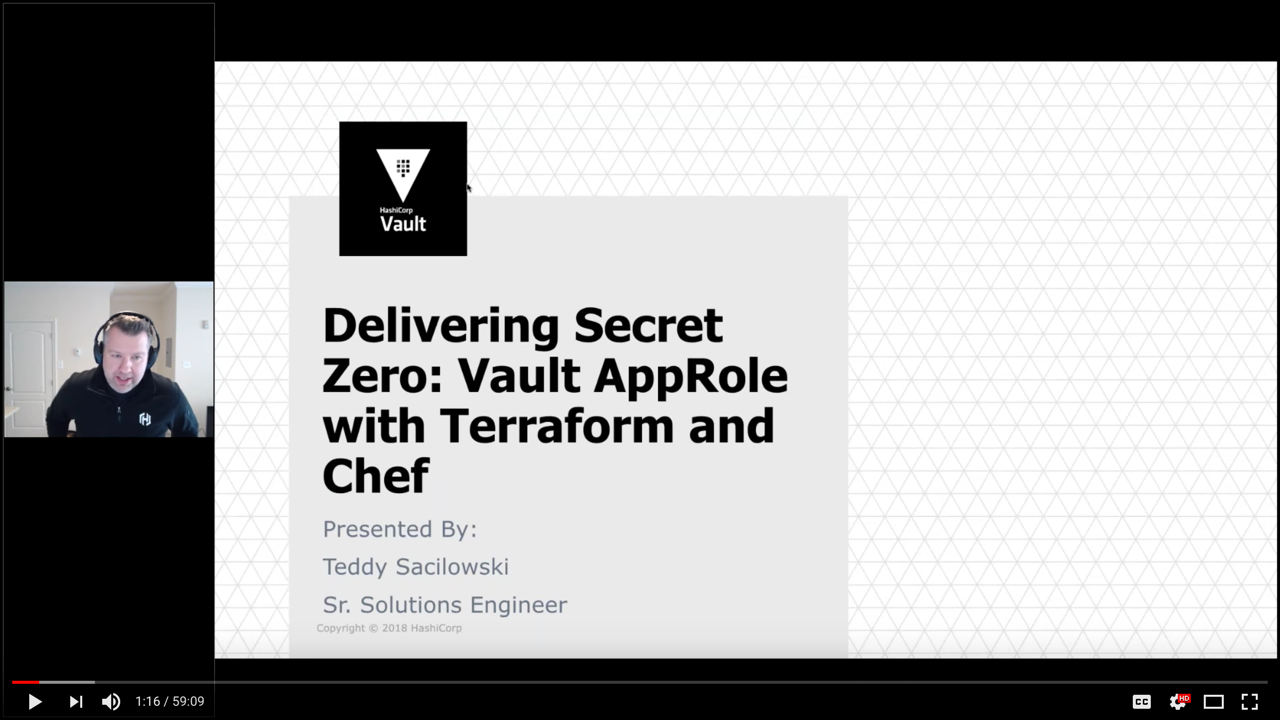 HashiCorp
Vault
Delivering Secret
Zero: Vault AppRole
with Terraform and
Chef
Presented By:
Teddy Sacilowski
Sr. Solutions Engineer
Copyright © 2018 HashiCorp
1:16 / 59:09
CC
HD